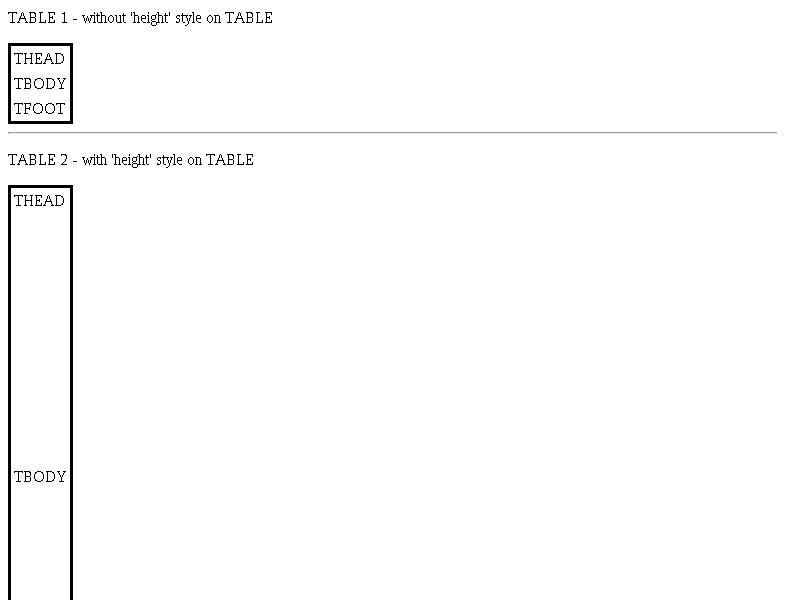 TABLE 1 - without 'height' style on TABLE
THEAD
TBODY
TFOOT
TABLE 2 - with 'height' style on TABLE
THEAD
TBODY